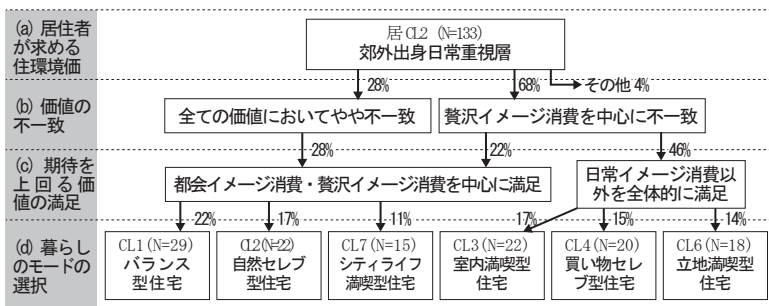 (a) 居住者
が求める
住環境価
居CL2 (N=133)
郊外出身日常重視層
28%
68%
その他 4%
(b) 価値の
不一致
全ての価値においてやや不一致
贅沢イメージ消費を中心に不一致
28%
22%
46%
(c) 期待を
上回る価
値の満足
都会イメージ消費・贅沢イメージ消費を中心に満足
日常イメージ消費以
外を全体的に満足
22%
17%
11%
17%
15%
14%
(d) 暮らし
のモードの
選択
CL1(N=29)
バランス
型住宅
CL2(N=22)
自然セレブ
型住宅
CL7(N=15)
シティライフ
満喫型住宅
CL3(N=22)
室内満喫型
住宅
CL4(N=20)
買い物セレ
ブ型住宅
CL6(N=18)
立地満喫型
住宅